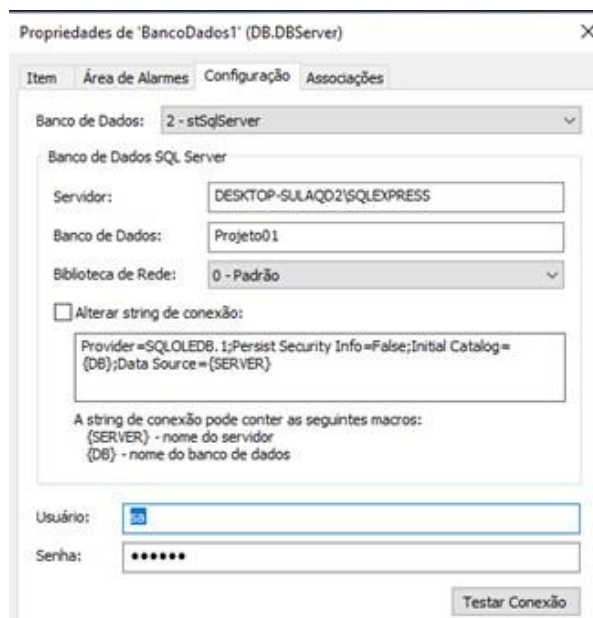 Propriedades de 'BancoDados1' (DB.DBServer)
Item Área de Alarmes Configuração Associações
Banco de Dados: 2 - stSqlServer
Banco de Dados SQL Server
Servidor: DESKTOP-SULAQD2\SQLEXPRESS
Banco de Dados: Projeto01
Biblioteca de Rede: 0 - Padrão
Alterar string de conexão:
Provider=SQLOLEDB.1;Persist Security Info=False;Initial Catalog=
{DB};Data Source={SERVER}
A string de conexão pode conter as seguintes macros:
{SERVER} - nome do servidor
{DB} - nome do banco de dados
Usuário: sa
Senha: ●●●●●●
Testar Conexão